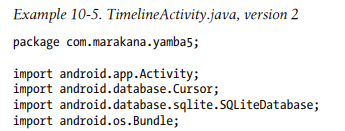 Example 10-5. TimelineActivity.java, version 2
package com.marakana.yamba5;
import android.app.Activity;
import android.database.Cursor;
import android.database.sqlite.SQLiteDatabase;
import android.os.Bundle;